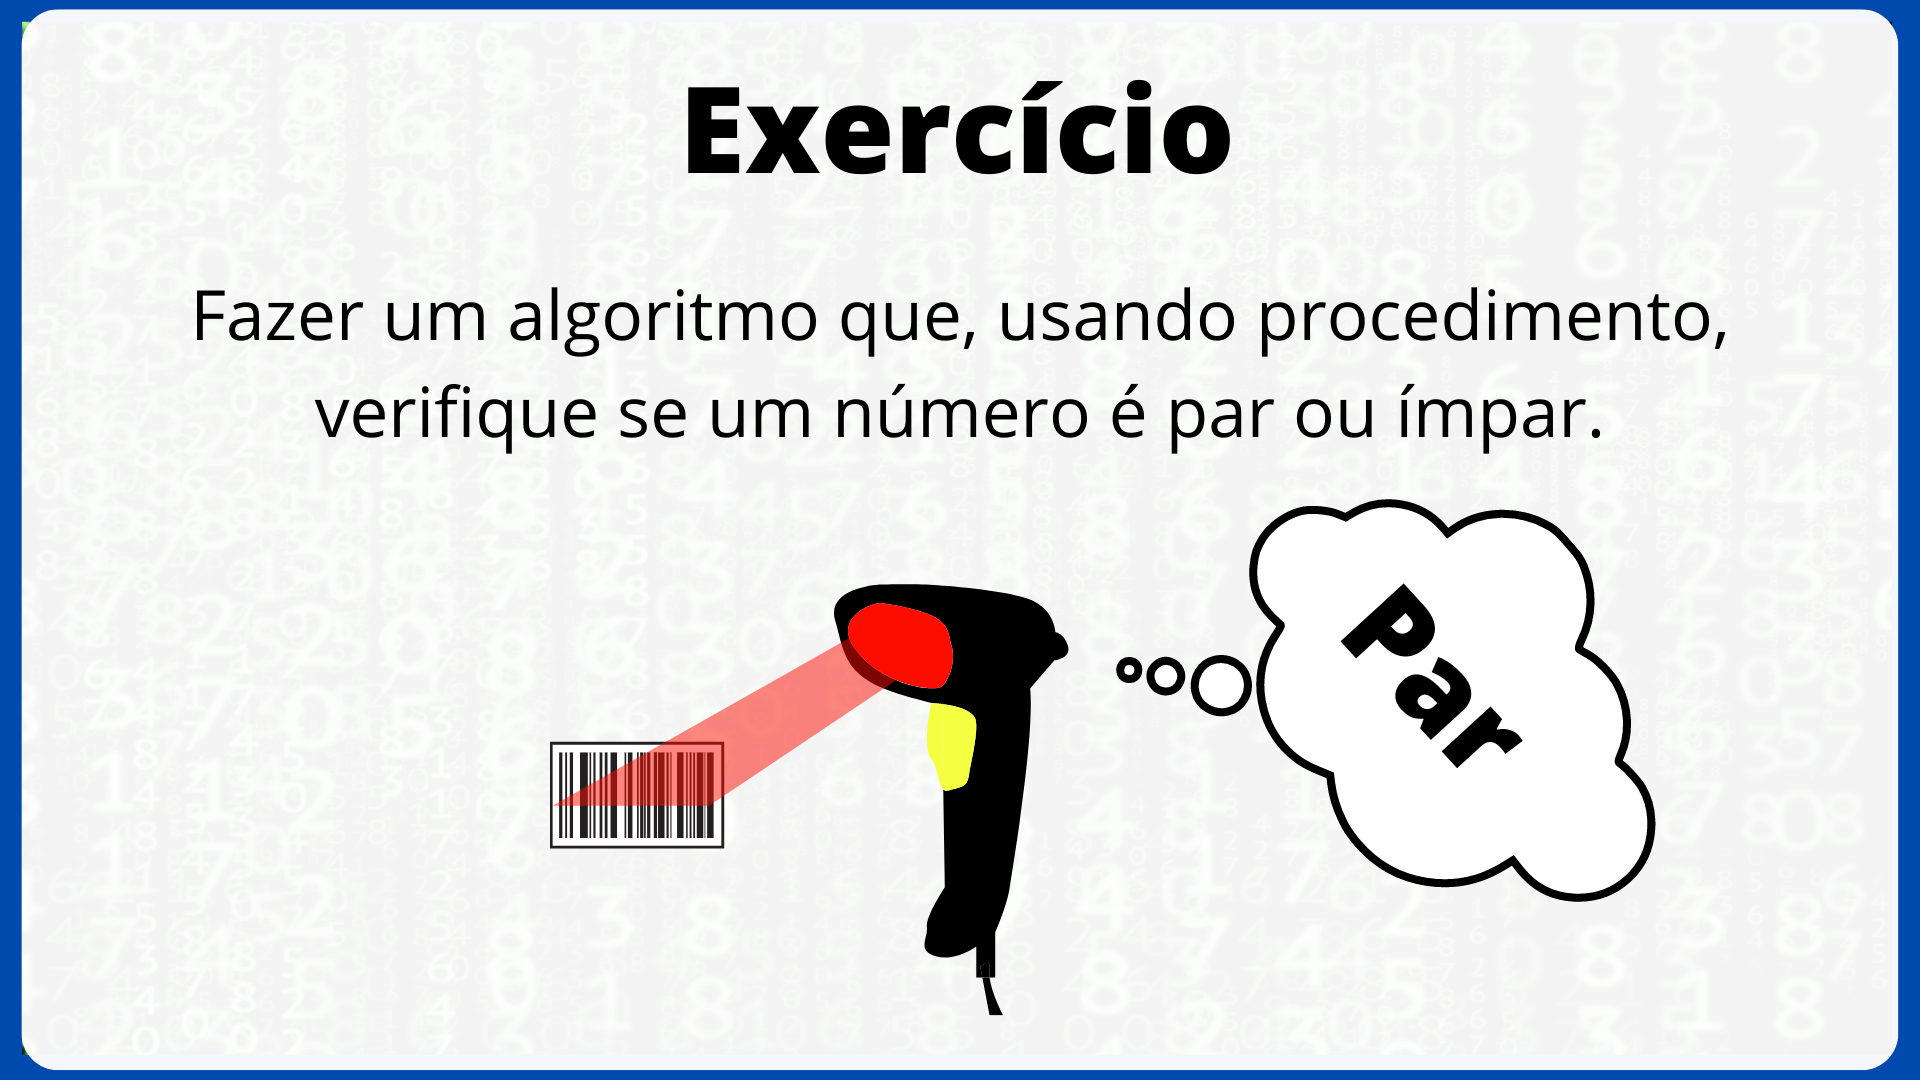 Exercício
Fazer um algoritmo que, usando procedimento,
verifique se um número é par ou ímpar.
Par